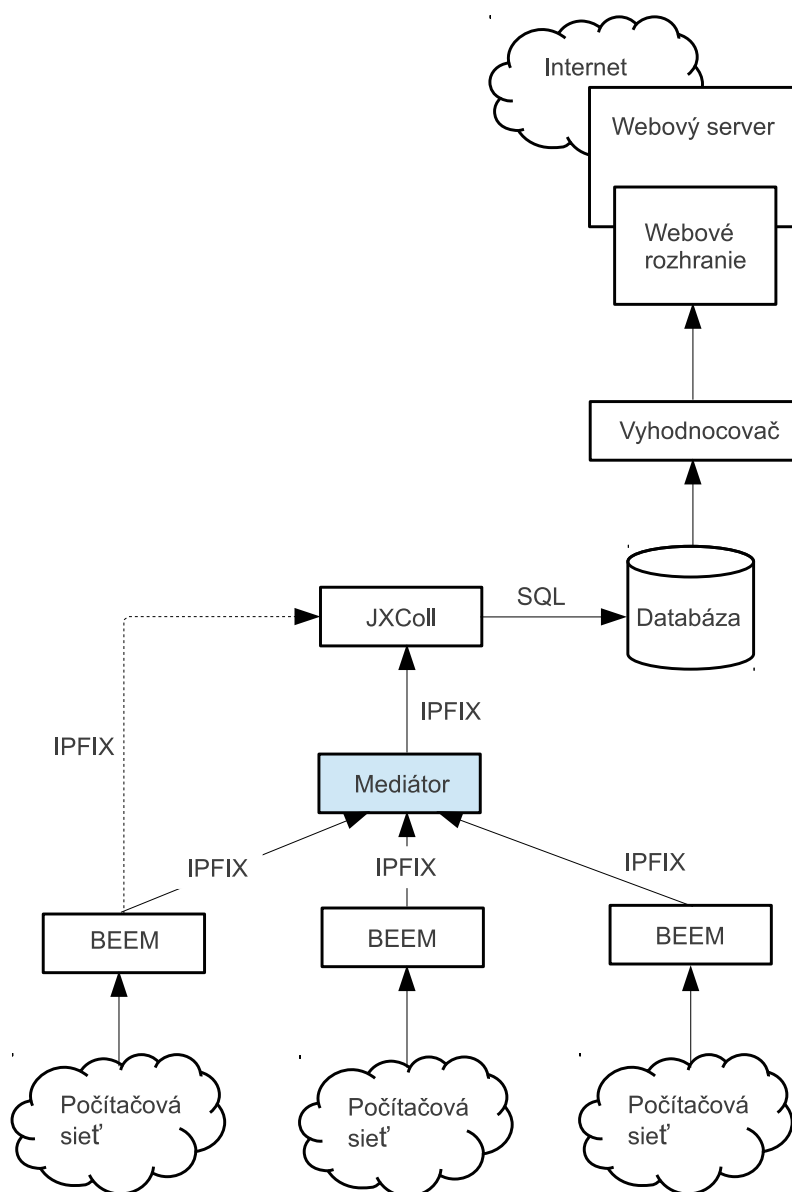 Internet
Webový server
Webové
rozhranie
Vyhodnocovač
JXColl
SQL
Databáza
IPFIX
IPFIX
Mediátor
IPFIX
IPFIX
IPFIX
BEEM
BEEM
BEEM
Počítačová
sieť
Počítačová
sieť
Počítačová
sieť